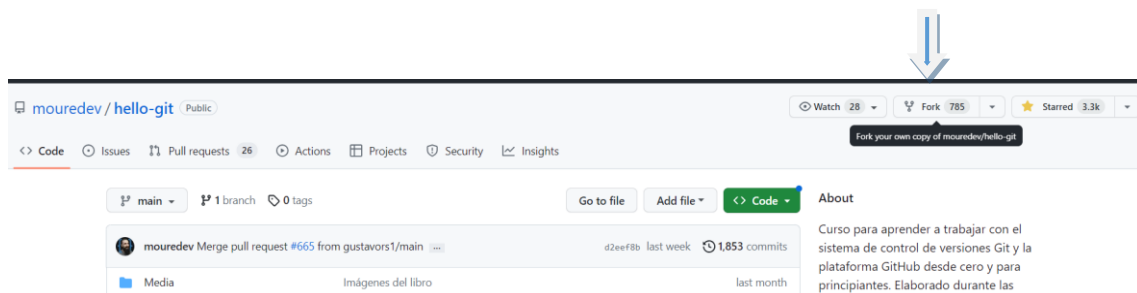 mouredev / hello-git Public
Watch 28 Fork 785 Starred 3.3k
Fork your own copy of mouredev/hello-git
<> Code Issues Pull requests 26 Actions Projects Security Insights
main 1 branch 0 tags Go to file Add file <> Code
mouredev Merge pull request #665 from gustavors1/main ... d2eef8b last week 1,853 commits
Media Imágenes del libro last month
About
Curso para aprender a trabajar con el
sistema de control de versiones Git y la
plataforma GitHub desde cero y para
principiantes. Elaborado durante las